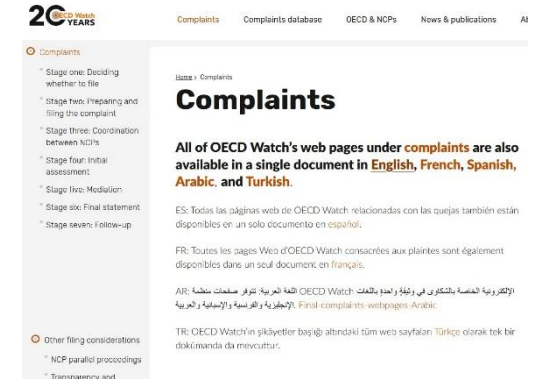 20 OECD Watch
YEARS
Complaints
Complaints database
OECD & NCPs
News & publications
Complaints
Stage one: Deciding
whether to file
Stage two: Preparing and
filing the complaint
Stage three: Coordination
between NCPs
Stage four: Initial
assessment
Stage five: Mediation
Stage six: Final statement
Stage seven: Follow-up
Other filing considerations
NCP parallel proceedings
Transparency and
Home › Complaints
Complaints
All of OECD Watch's web pages under complaints are also
available in a single document in English, French, Spanish,
Arabic, and Turkish.
ES: Todas las páginas web de OECD Watch relacionadas con las quejas también están
disponibles en un solo documento en español.
FR: Toutes les pages Web d'OECD Watch consacrées aux plaintes sont également
disponibles dans un seul document en français.
AR: اللغة العربية: تتوفر صفحات منظمة OECD Watch الإلكترونية الخاصة بالشكاوى في وثيقةٍ واحدةٍ باللغات
الإنجليزية والفرنسية والإسبانية والعربية. Final-complaints-webpages-Arabic
TR: OECD Watch'ın şikâyetler başlığı altındaki tüm web sayfaları Türkçe olarak tek bir
dokümanda da mevcuttur.